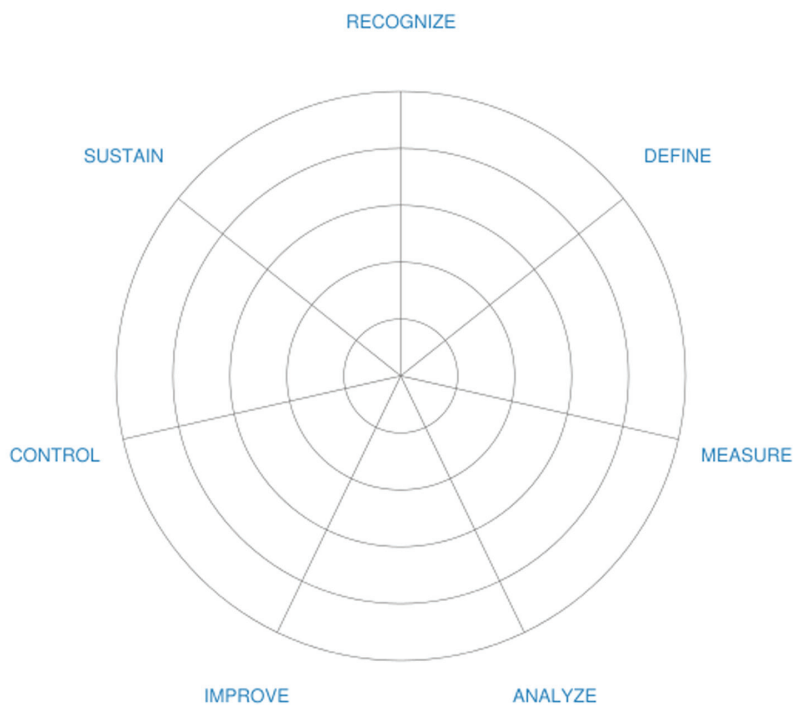 RECOGNIZE
SUSTAIN
DEFINE
CONTROL
MEASURE
IMPROVE
ANALYZE